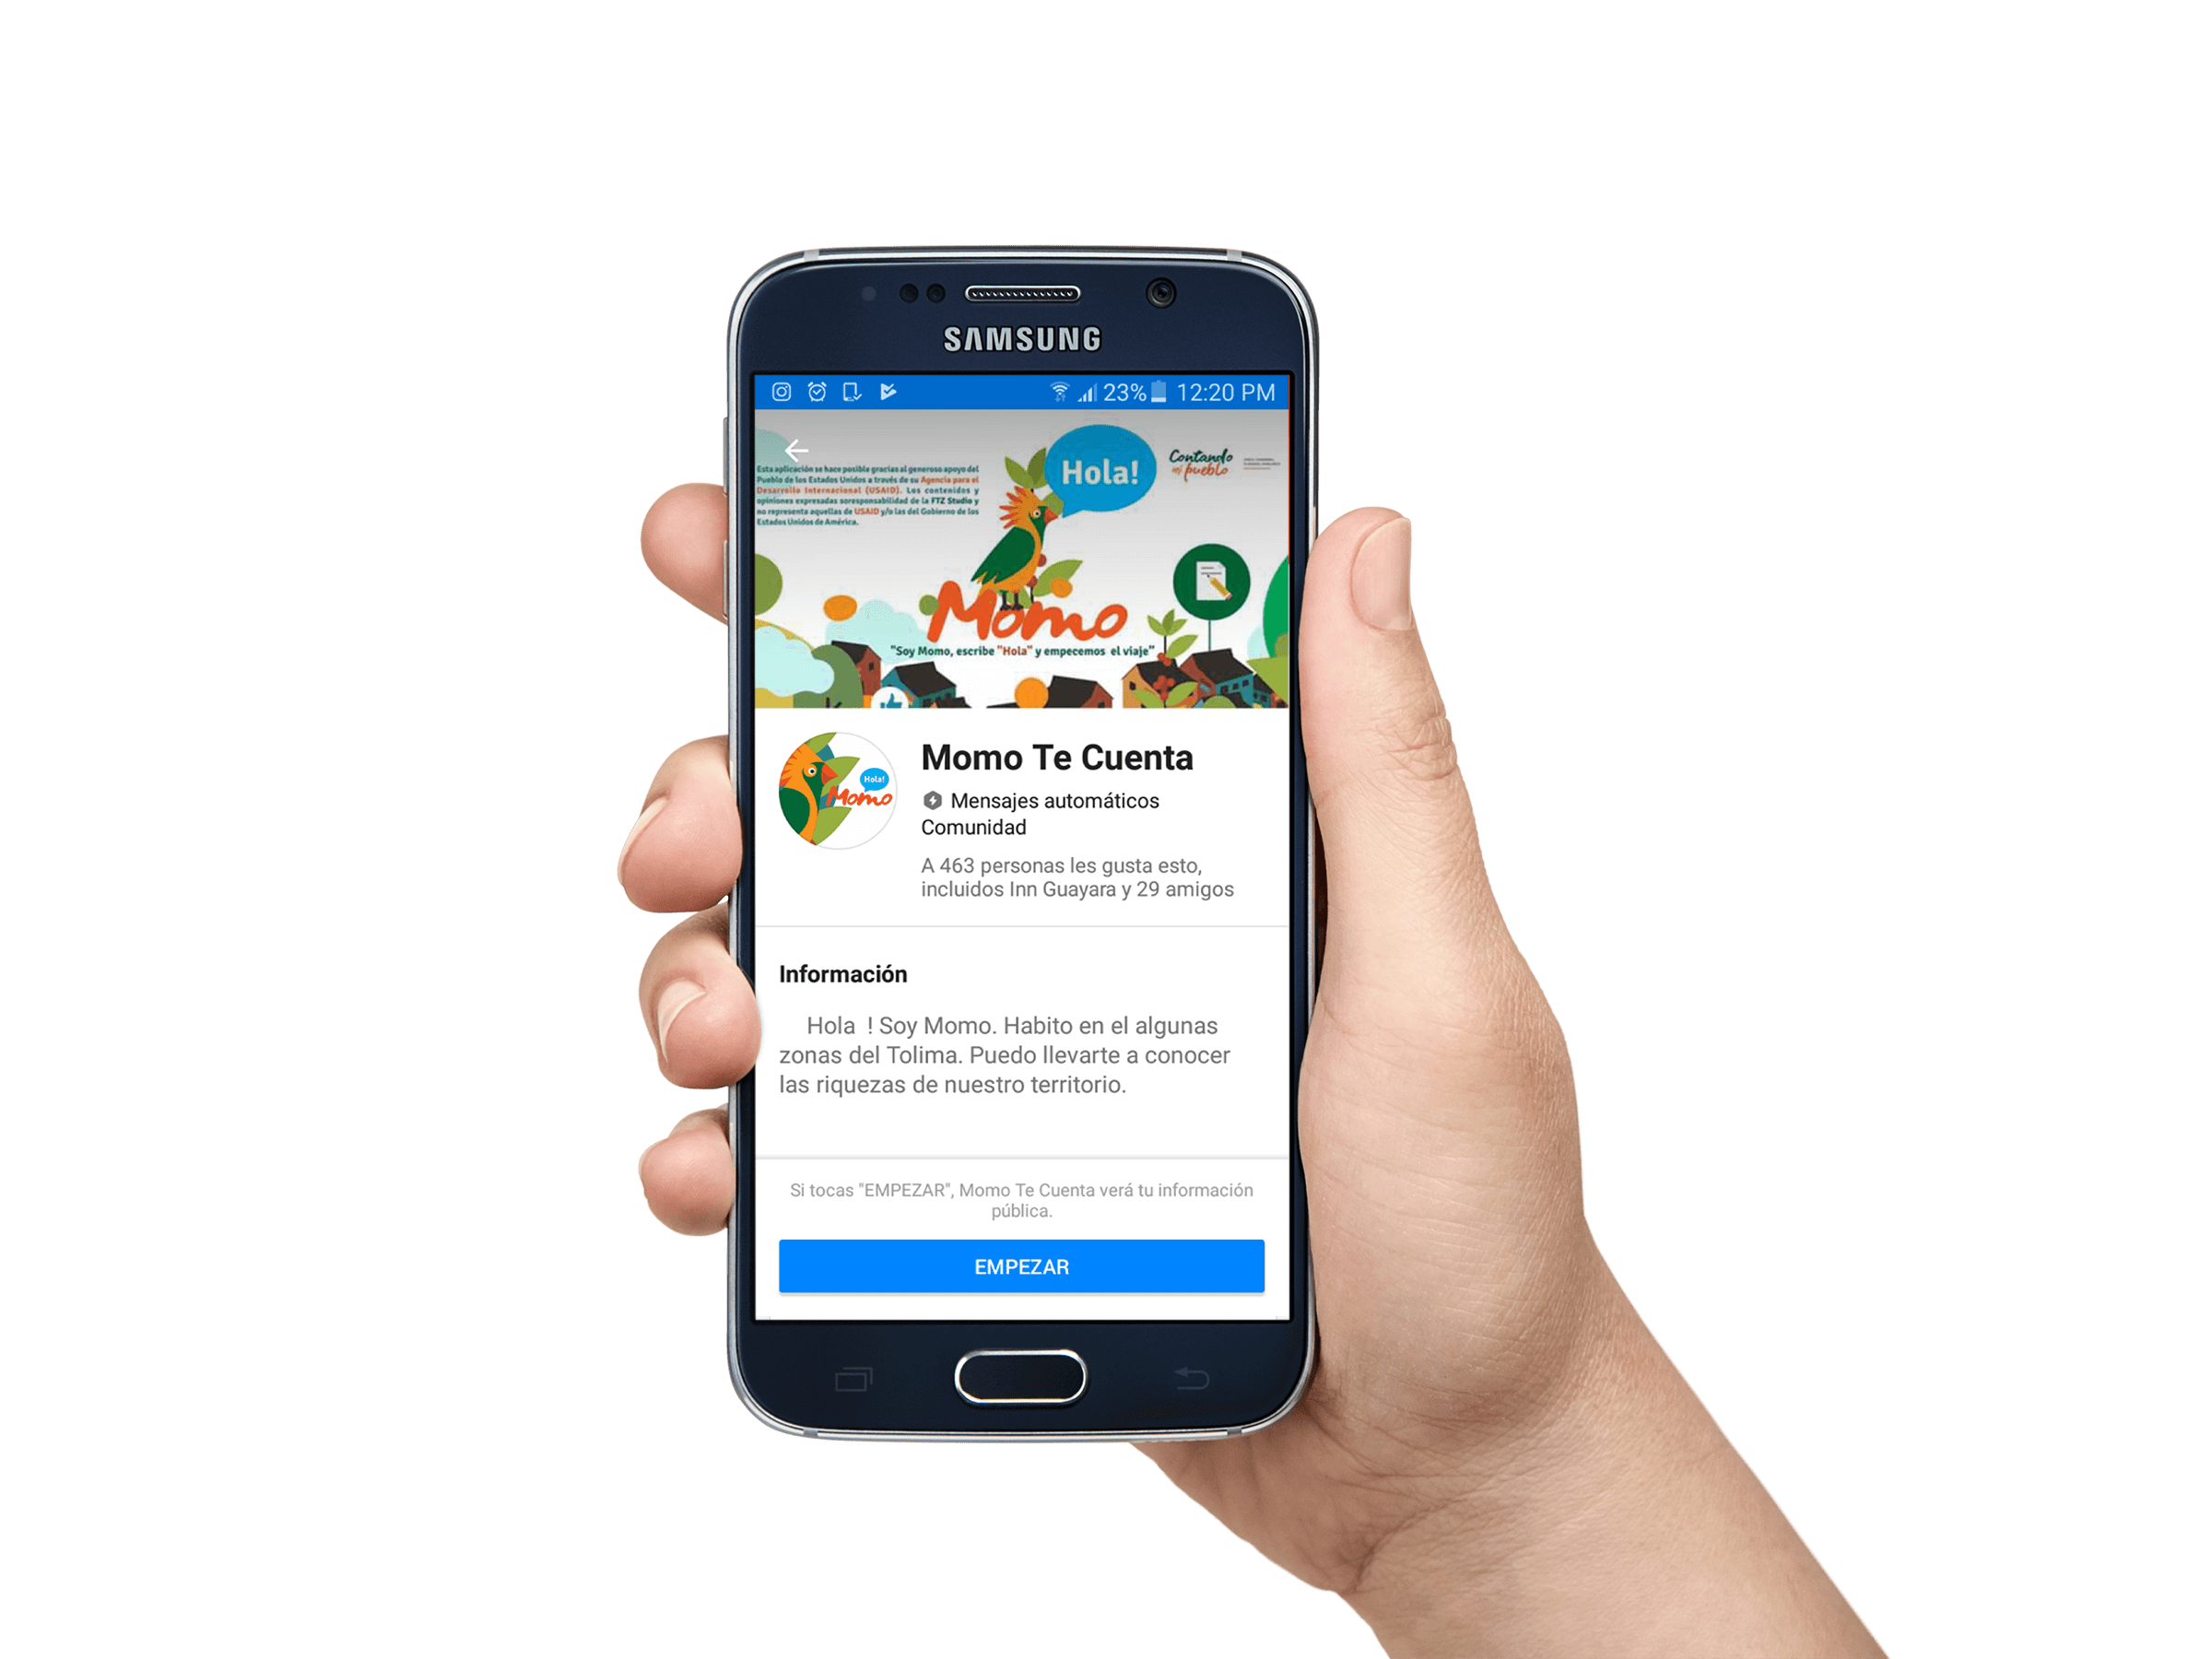 SAMSUNG
23% 12:20 PM
Esta aplicación se hace posible gracias al generoso apoyo del
Pueblo de los Estados Unidos a través de su Agencia para el
Desarrollo Internacional (USAID). Los contenidos y
opiniones expresadas soresponsabilidad de la FTZ Studio y
no representa aquellas de USAID y/o las del Gobierno de los
Estados Unidos de América.
Hola!
Contando
mi pueblo
Momo
"Soy Momo, escribe "Hola" y empecemos el viaje"
Hola!
Momo
Momo Te Cuenta
Mensajes automáticos
Comunidad
A 463 personas les gusta esto,
incluidos Inn Guayara y 29 amigos
Información
Hola ! Soy Momo. Habito en el algunas
zonas del Tolima. Puedo llevarte a conocer
las riquezas de nuestro territorio.
Si tocas "EMPEZAR", Momo Te Cuenta verá tu información
pública.
EMPEZAR